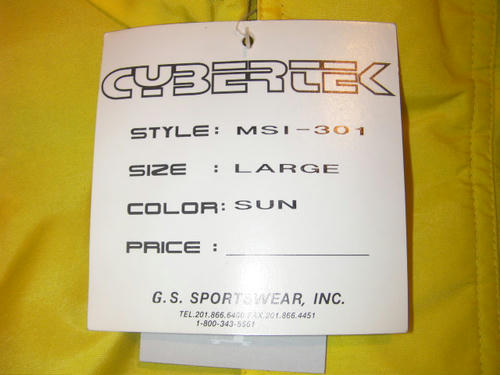 CYBERTEK
STYLE: MSI-301
SIZE : LARGE
COLOR: SUN
PRICE :
G.S. SPORTSWEAR, INC.
TEL.201.866.6400 FAX.201.866.4451
1-800-343-5561